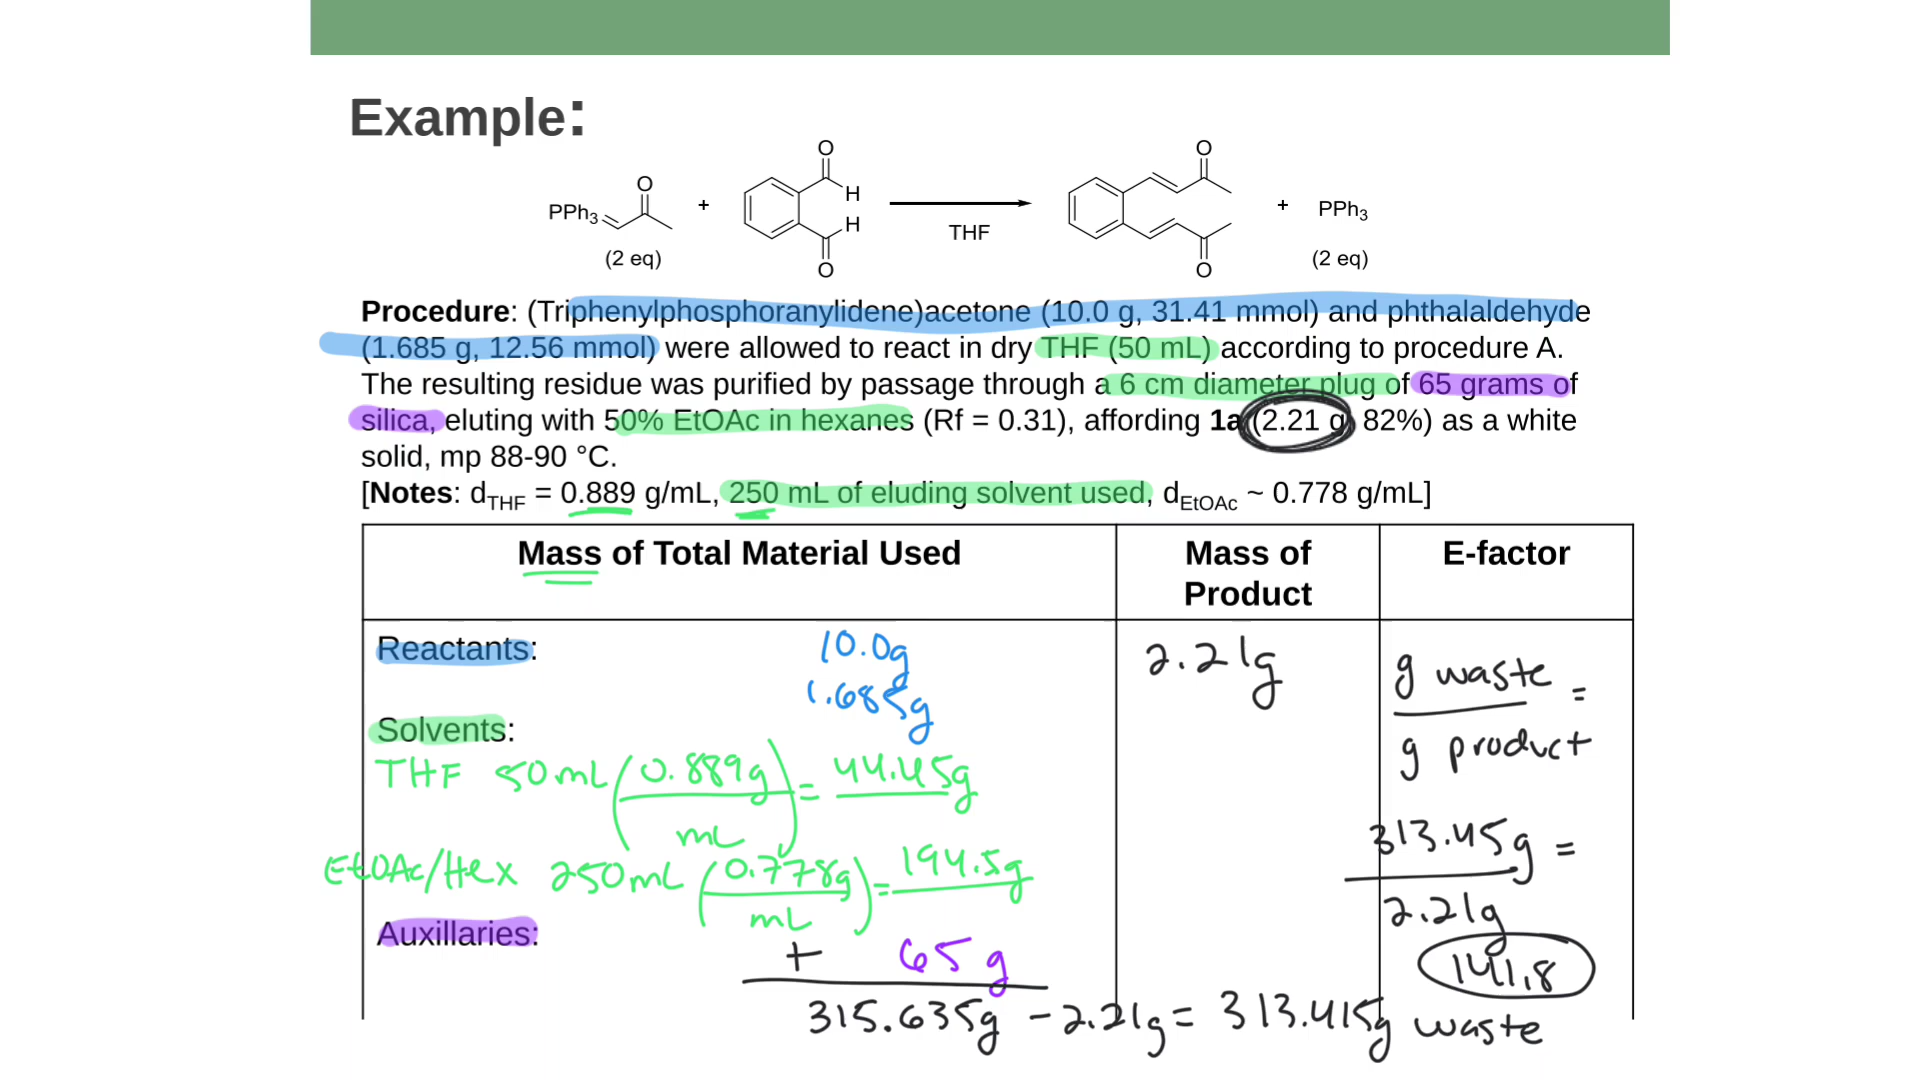 Example:
O
PPh3
(2 eq)
+
O
H
H
O
THF
O
O
+
PPh3
(2 eq)
Procedure: (Triphenylphosphoranylidene)acetone (10.0 g, 31.41 mmol) and phthalaldehyde
(1.685 g, 12.56 mmol) were allowed to react in dry THF (50 mL) according to procedure A.
The resulting residue was purified by passage through a 6 cm diameter plug of 65 grams of
silica, eluting with 50% EtOAc in hexanes (Rf = 0.31), affording 1a (2.21 g, 82%) as a white
solid, mp 88-90 °C.
[Notes: dTHF = 0.889 g/mL, 250 mL of eluding solvent used, dEtOAc ~ 0.778 g/mL]
Mass of Total Material Used
Mass of
Product
E-factor
Reactants:
10.0g
1.685g
Solvents:
THF 50mL (0.889g/mL) = 44.45g
EtOAc/Hex 250mL (0.778g/mL) = 194.5g
Auxillaries:
+ 65 g
315.635g - 2.21g = 313.415g waste
2.21g
g waste =
g product
313.45g =
2.21g
141.8